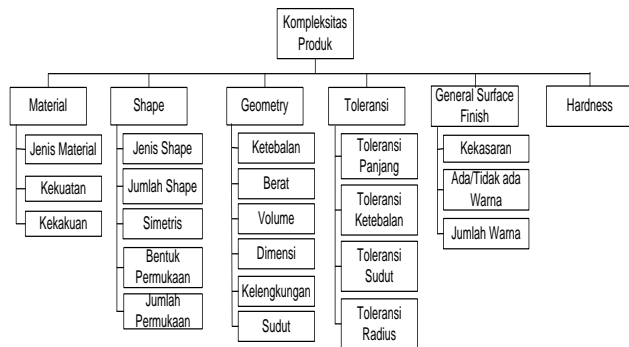 Kompleksitas
Produk
Material
Shape
Geometry
Toleransi
General Surface
Finish
Hardness
Jenis Material
Kekuatan
Kekakuan
Jenis Shape
Jumlah Shape
Simetris
Bentuk
Permukaan
Jumlah
Permukaan
Ketebalan
Berat
Volume
Dimensi
Kelengkungan
Sudut
Toleransi
Panjang
Toleransi
Ketebalan
Toleransi
Sudut
Toleransi
Radius
Kekasaran
Ada/Tidak ada
Warna
Jumlah Warna